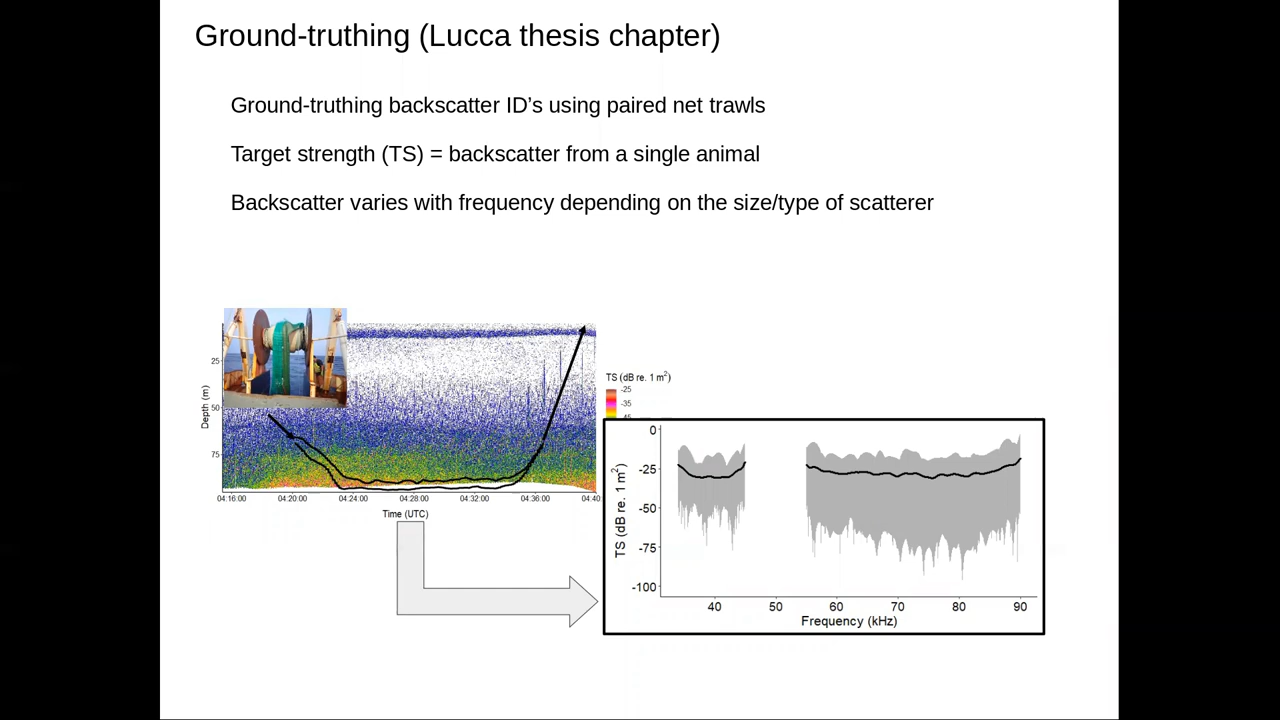 Ground-truthing (Lucca thesis chapter)
Ground-truthing backscatter ID’s using paired net trawls
Target strength (TS) = backscatter from a single animal
Backscatter varies with frequency depending on the size/type of scatterer
Depth (m)
25
50
75
04:16:00 04:20:00 04:24:00 04:28:00 04:32:00 04:36:00 04:40
Time (UTC)
TS (dB re. 1 m²)
-25
-35
-45
TS (dB re. 1 m²)
0
-25
-50
-75
-100
40 50 60 70 80 90
Frequency (kHz)